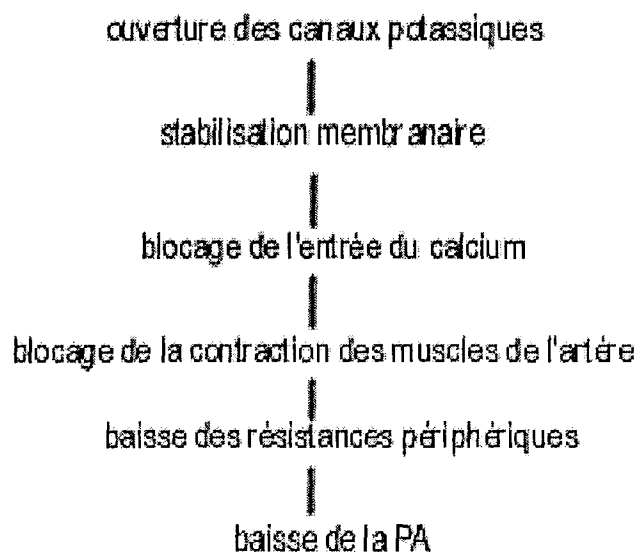 ouverture des canaux potassiques
stabilisation membranaire
blocage de l'entrée du calcium
blocage de la contraction des muscles de l'artére
baisse des résistances périphériques
baisse de la PA